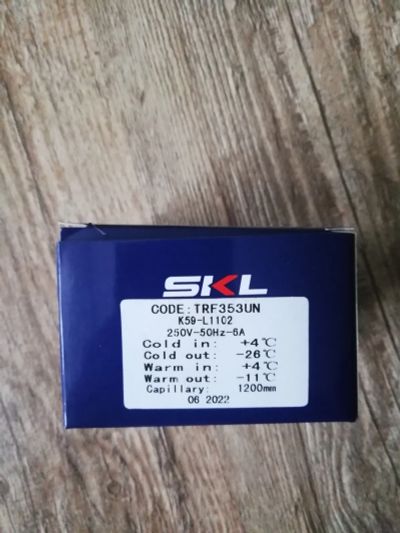 SKL
CODE:TRF353UN
K59-L1102
250V-50Hz-6A
Cold in: +4℃
Cold out: -26℃
Warm in: +4℃
Warm out: -11℃
Capillary: 1200mm
06 2022